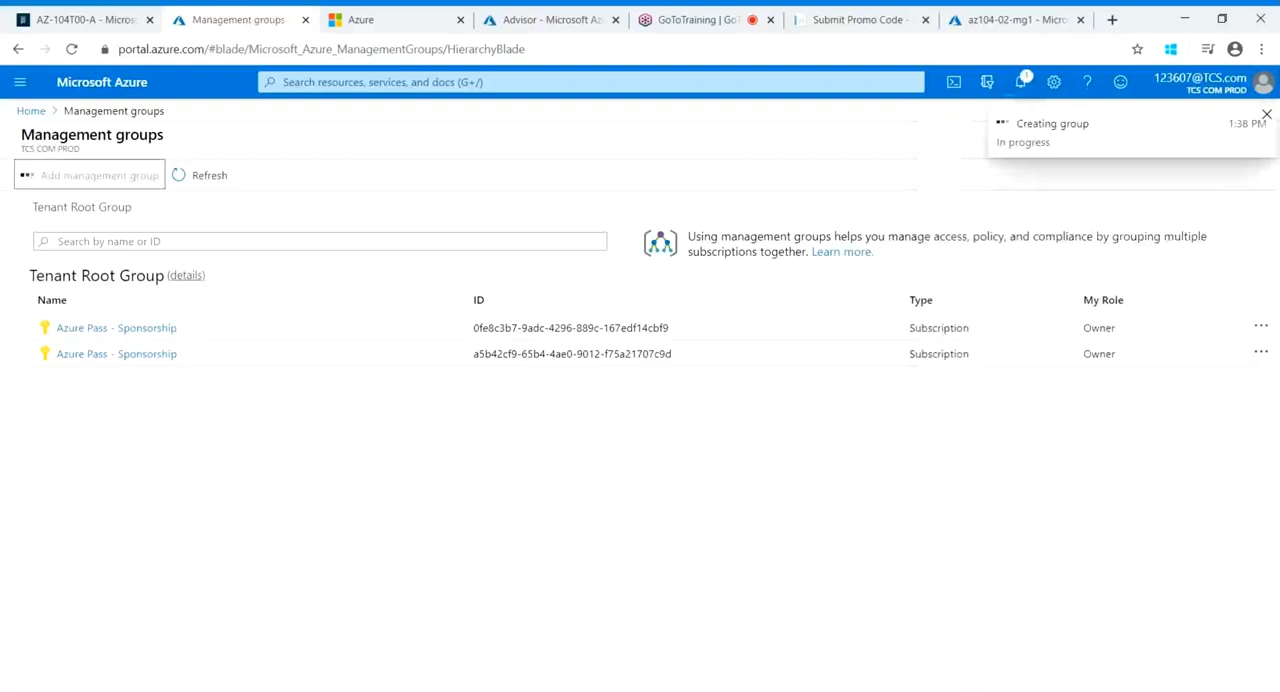 AZ-104T00-A - Micros
Management groups
Azure
Advisor - Microsoft Az
GoToTraining | Go
Submit Promo Code -
az104-02-mg1 - Micro
portal.azure.com/#blade/Microsoft_Azure_ManagementGroups/HierarchyBlade
Microsoft Azure
Search resources, services, and docs (G+/)
1
123607@TCS.com
TCS COM PROD
Home > Management groups
Management groups
TCS COM PROD
Creating group
1:38 PM
In progress
Add management group
Refresh
Tenant Root Group
Search by name or ID
Using management groups helps you manage access, policy, and compliance by grouping multiple
subscriptions together. Learn more.
Tenant Root Group (details)
Name ID Type My Role
Azure Pass - Sponsorship 0fe8c3b7-9adc-4296-889c-167edf14cbf9 Subscription Owner ...
Azure Pass - Sponsorship a5b42cf9-65b4-4ae0-9012-f75a21707c9d Subscription Owner ...